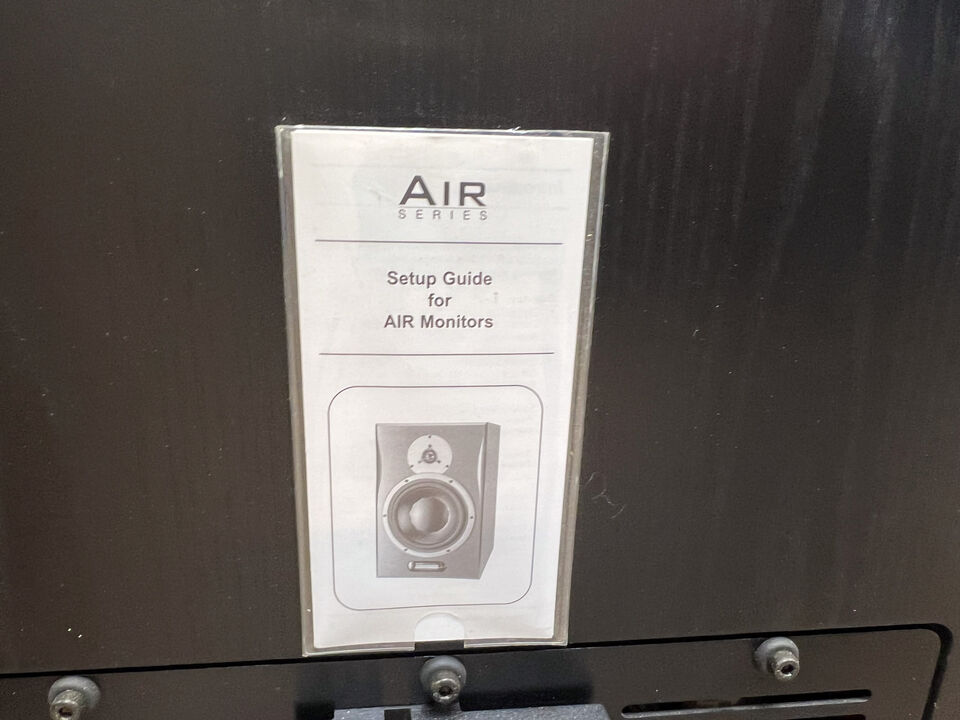 AIR
SERIES
Setup Guide
for
AIR Monitors